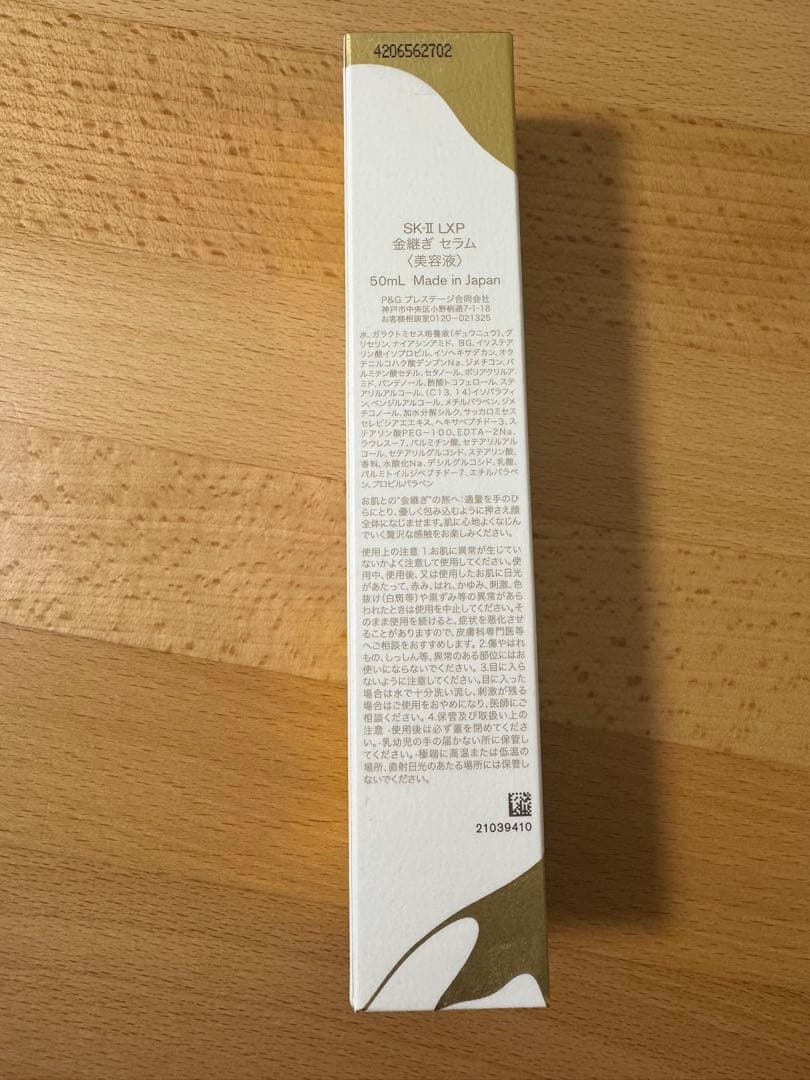 4206562702
SK-II LXP
金継ぎ セラム
〈美容液〉
50mL Made in Japan
P&G プレステージ合同会社
神戸市中央区小野柄通7-1-18
お客様相談室0120-021325
水、ガラクトミセス培養液(ギュウニュウ)、グ
リセリン、ナイアシンアミド、BG、イソステア
リン酸イソプロピル、イソヘキサデカン、オク
テニルコハク酸デンプンNa、ジメチコン、パ
ルミチン酸セチル、セタノール、ポリアクリルア
ミド、パンテノール、酢酸トコフェロール、ステ
アリルアルコール、(C13,14)イソパラフィ
ン、ベンジルアルコール、メチルパラベン、ジメ
チコノール、加水分解シルク、サッカロミセス
セレビシアエエキス、ヘキサペプチド-3、ス
テアリン酸PEG-100、EDTA-2Na、
ラウレス-7、パルミチン酸、セテアリルアル
コール、セテアリルグルコシド、ステアリン酸、
香料、水酸化Na、デシルグルコシド、乳酸、
パルミトイルジペプチド-7、エチルパラベ
ン、プロピルパラベン
お肌との“金継ぎ”の旅へ:適量を手のひ
らにとり、優しく包み込むように押さえ顔
全体になじませます。肌に心地よくなじん
でいく贅沢な感触をお楽しみください。
使用上の注意 1.お肌に異常が生じてい
ないかよく注意して使用してください。使
用中、使用後、又は使用したお肌に日光
があたって、赤み、はれ、かゆみ、刺激、色
抜け(白斑等)や黒ずみ等の異常があら
われたときは使用を中止してください。そ
のまま使用を続けると、症状を悪化させ
ることがありますので、皮膚科専門医等
へご相談をおすすめします。2.傷やはれ
もの、しっしん等、異常のある部位にはお
使いにならないでください。3.目に入ら
ないように注意してください。目に入った
場合は水で十分洗い流し、刺激が残る
場合はご使用をおやめになり、医師にご
相談ください。4.保管及び取扱い上の
注意・使用後は必ず蓋を閉めてくださ
い。・乳幼児の手の届かない所に保管し
てください。・極端に高温または低温の
場所、直射日光のあたる場所には保管し
ないでください。
21039410